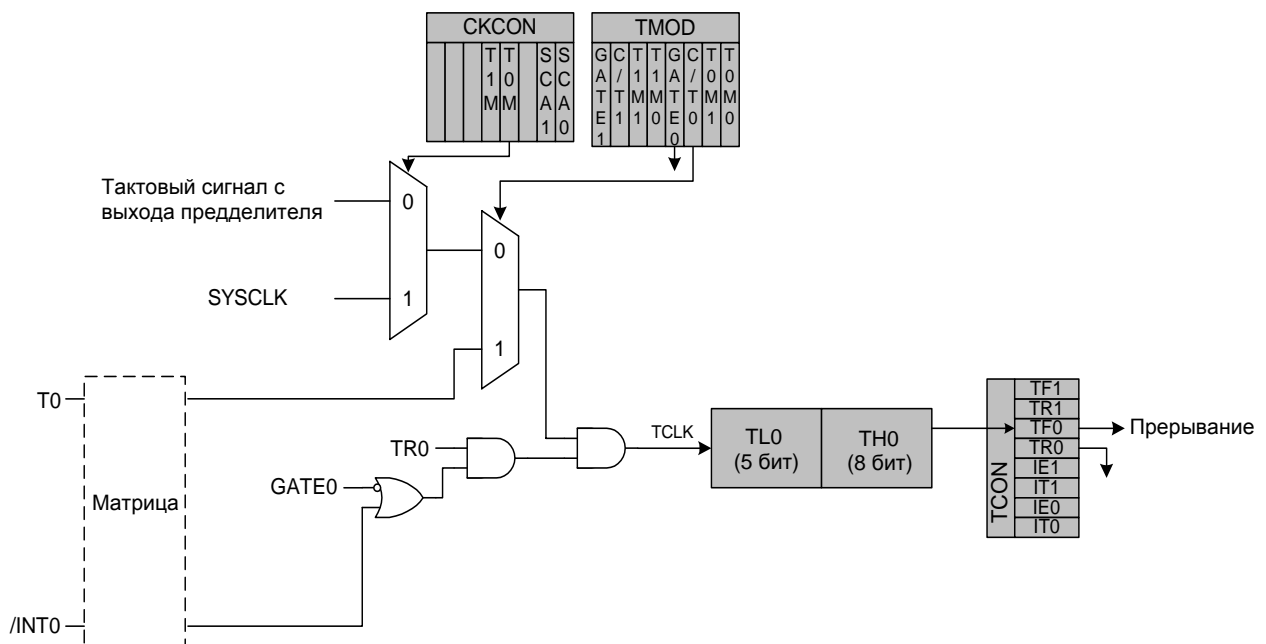 CKCON
T1M
T0M
SCA1
SCA0
TMOD
GATE1
C/T1
T1M1
T1M0
GATE0
C/T0
T0M1
T0M0
Тактовый сигнал с
выхода предделителя
0
SYSCLK
1
0
1
T0
Матрица
/INT0
TR0
GATE0
TCLK
TL0
(5 бит)
TH0
(8 бит)
TCON
TF1
TR1
TF0
TR0
IE1
IT1
IE0
IT0
Прерывание